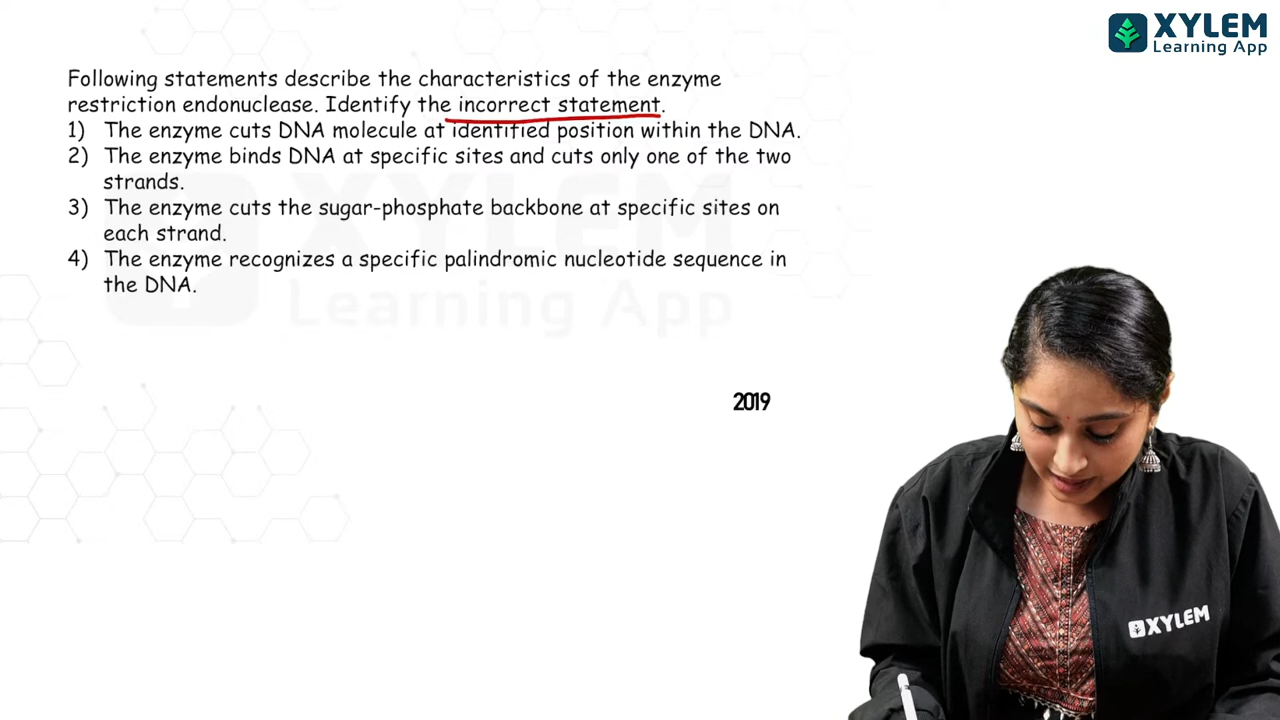 XYLEM
Learning App
Following statements describe the characteristics of the enzyme
restriction endonuclease. Identify the incorrect statement.
1) The enzyme cuts DNA molecule at identified position within the DNA.
2) The enzyme binds DNA at specific sites and cuts only one of the two
strands.
3) The enzyme cuts the sugar-phosphate backbone at specific sites on
each strand.
4) The enzyme recognizes a specific palindromic nucleotide sequence in
the DNA.
XYLEM
Learning App
2019
XYLEM